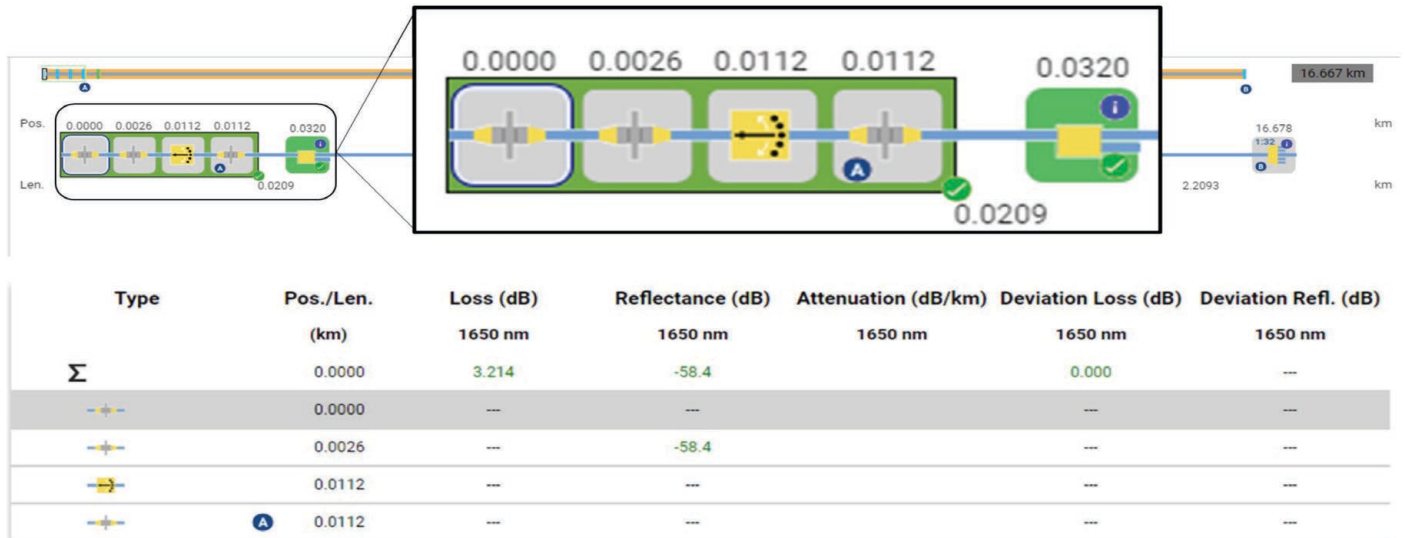 0.0000 0.0026 0.0112 0.0112 0.0320
A
i
0.0209
A
B
16.667 km
Pos.
0.0000 0.0026 0.0112 0.0112 0.0320
i
A
Len.
0.0209
16.678 km
1:32
i
B
2.2093 km
Type Pos./Len. Loss (dB) Reflectance (dB) Attenuation (dB/km) Deviation Loss (dB) Deviation Refl. (dB)
(km) 1650 nm 1650 nm 1650 nm 1650 nm 1650 nm
Σ 0.0000 3.214 -58.4 0.000 ---
0.0000 --- --- --- ---
0.0026 --- -58.4 --- ---
0.0112 --- --- --- ---
A 0.0112 --- --- --- ---